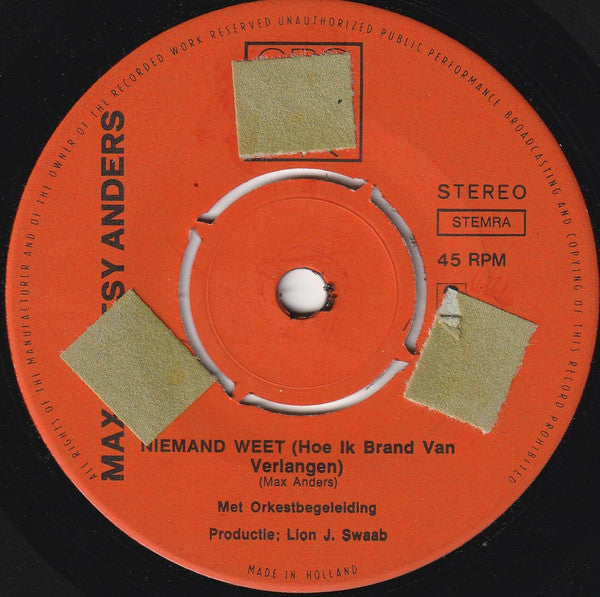 ALL RIGHTS OF THE MANUFACTURER AND OF THE OWNER OF THE RECORDED WORK RESERVED UNAUTHORIZED PUBLIC PERFORMANCE BROADCASTING AND COPYING OF THIS RECORD PROHIBITED
MAX
ANDERS
STEREO
STEMRA
45 RPM
NIEMAND WEET (Hoe Ik Brand Van
Verlangen)
(Max Anders)
Met Orkestbegeleiding
Productie; Lion J. Swaab
MADE IN HOLLAND